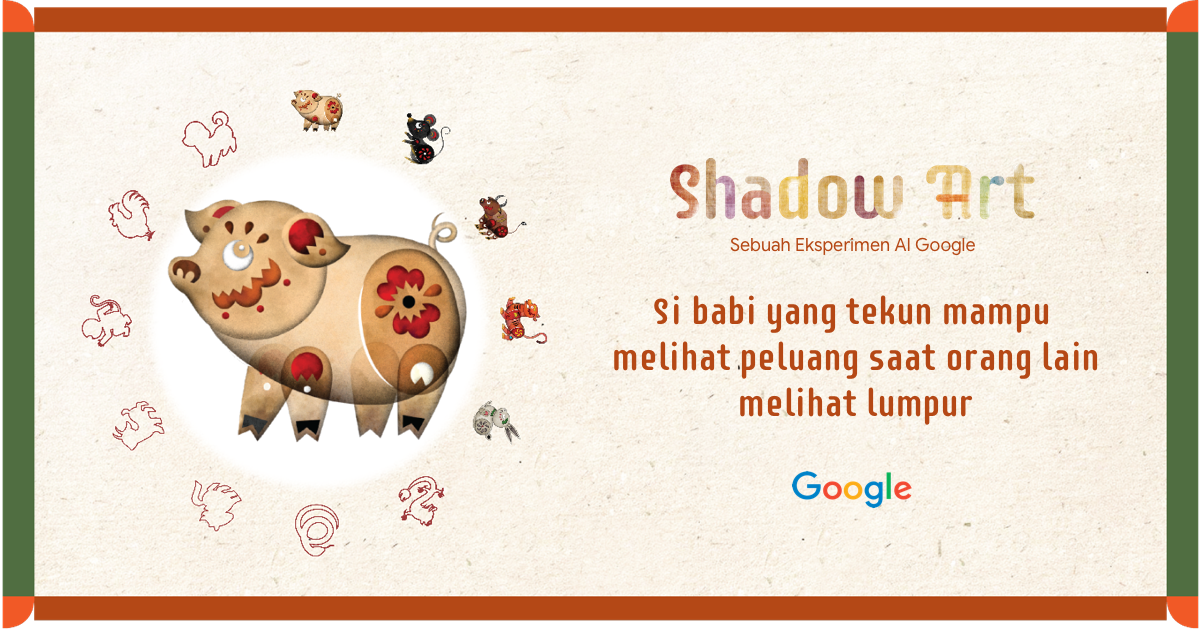 Shadow Art
Sebuah Eksperimen AI Google
Si babi yang tekun mampu
melihat peluang saat orang lain
melihat lumpur
Google